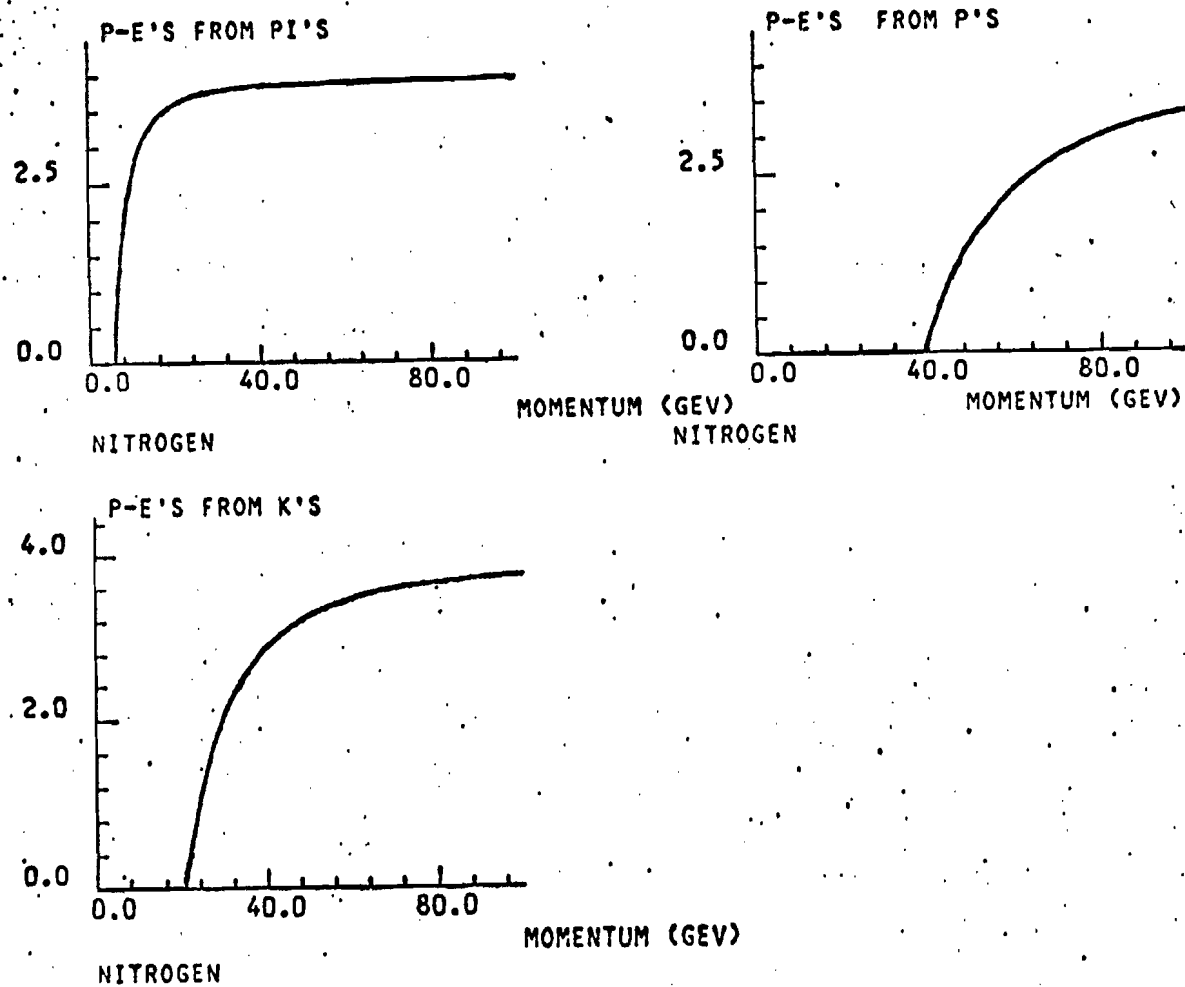 P-E'S FROM PI'S
2.5
0.0
0.0 40.0 80.0
MOMENTUM (GEV)
NITROGEN
P-E'S FROM P'S
2.5
0.0
0.0 40.0 80.0
MOMENTUM (GEV)
NITROGEN
P-E'S FROM K'S
4.0
2.0
0.0
0.0 40.0 80.0
MOMENTUM (GEV)
NITROGEN